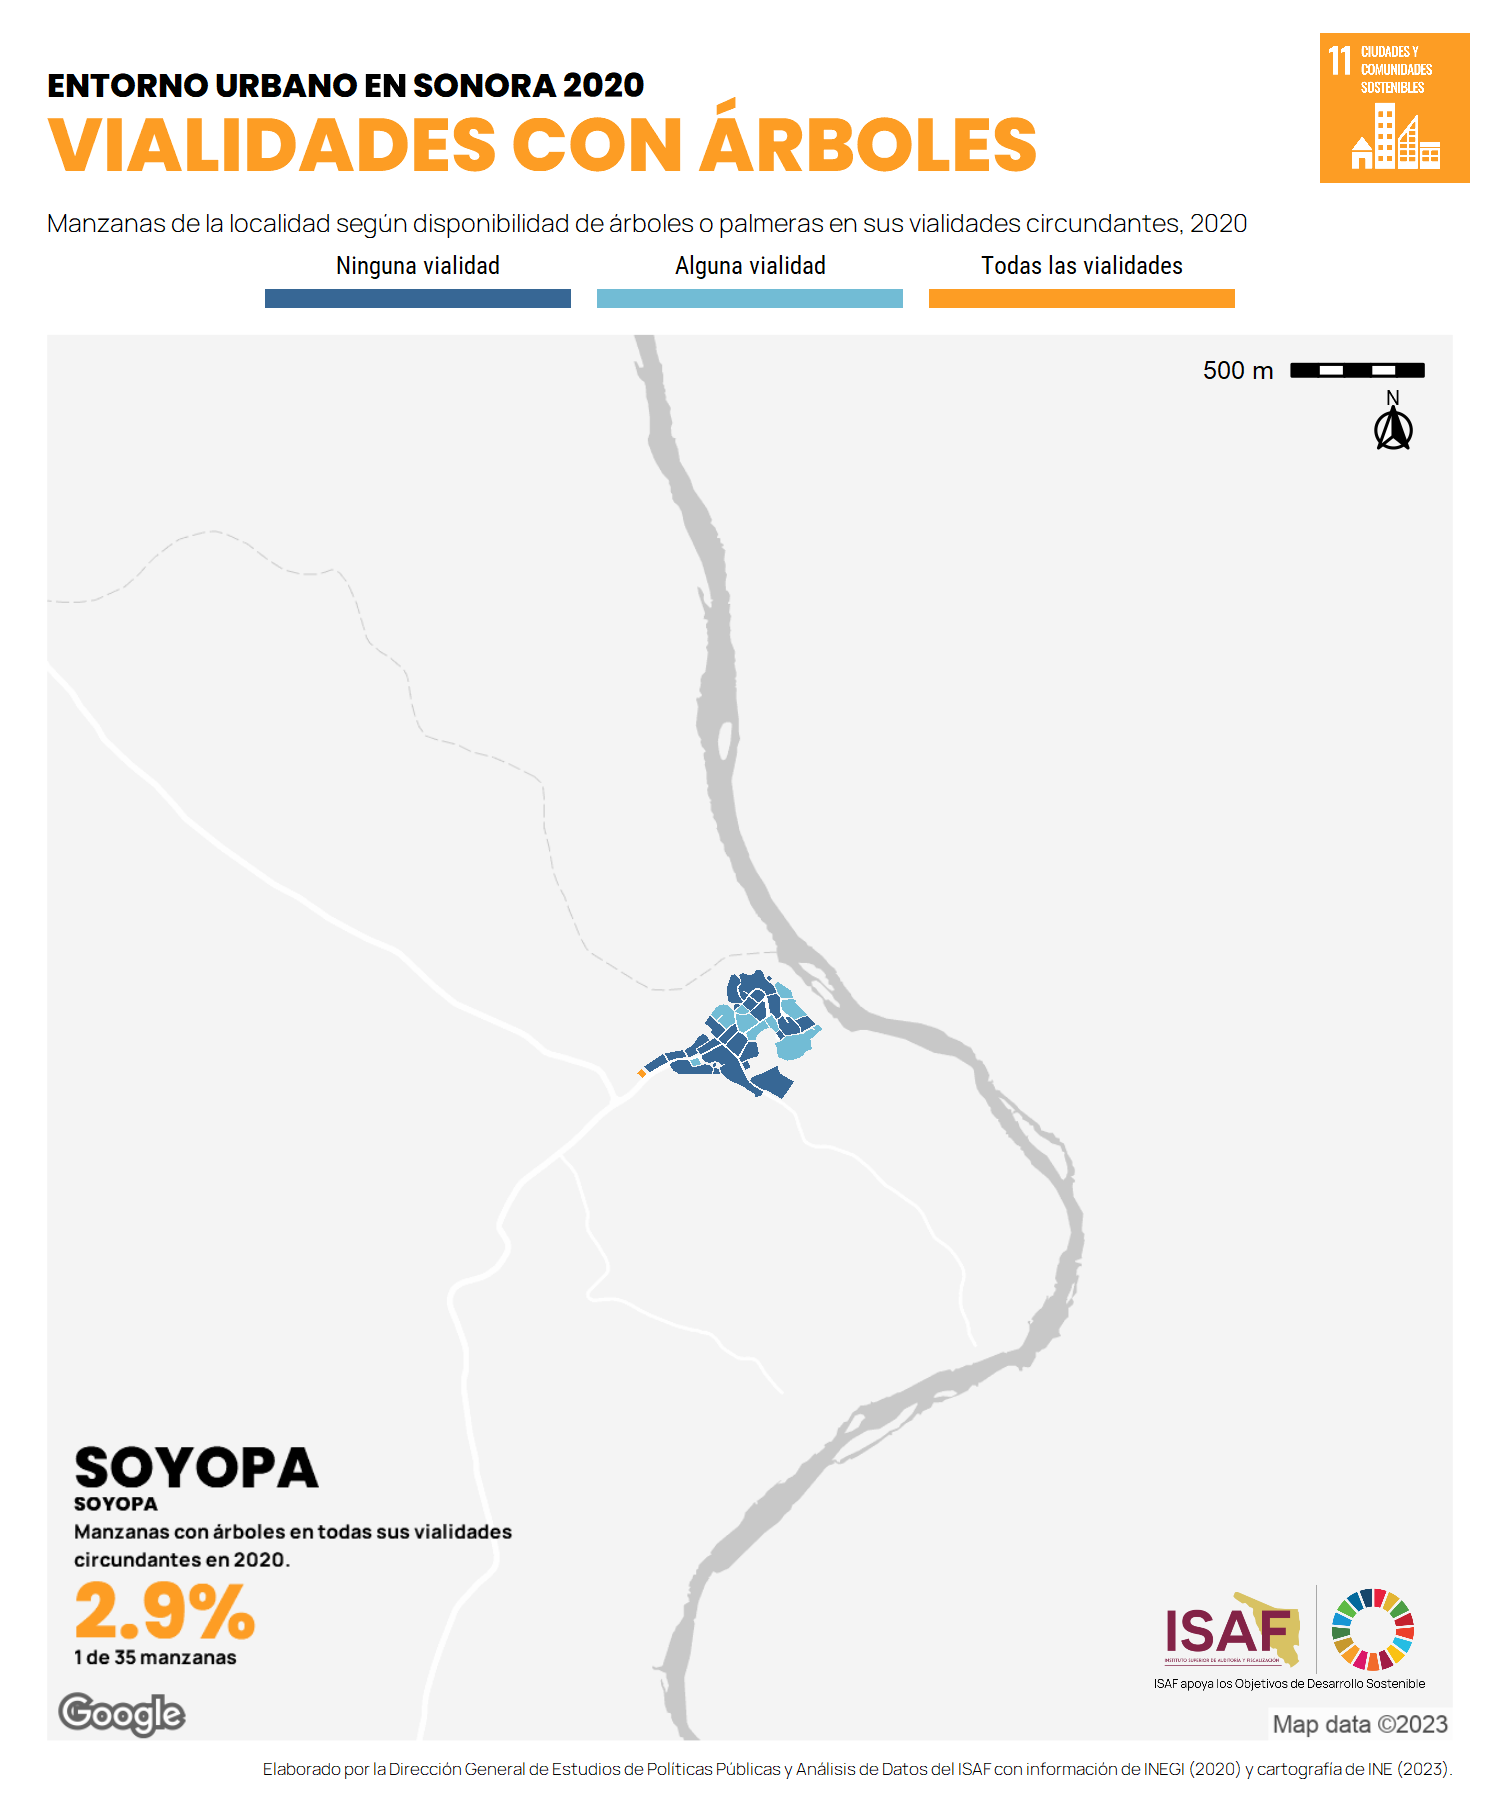 ENTORNO URBANO EN SONORA 2020
VIALIDADES CON ÁRBOLES
11 CIUDADES Y
COMUNIDADES
SOSTENIBLES
Manzanas de la localidad según disponibilidad de árboles o palmeras en sus vialidades circundantes, 2020
Ninguna vialidad Alguna vialidad Todas las vialidades
500 m
N
SOYOPA
SOYOPA
Manzanas con árboles en todas sus vialidades
circundantes en 2020.
2.9%
1 de 35 manzanas
ISAF
INSTITUTO SUPERIOR DE AUDITORÍA Y FISCALIZACIÓN
ISAF apoya los Objetivos de Desarrollo Sostenible
Google
Map data ©2023
Elaborado por la Dirección General de Estudios de Políticas Públicas y Análisis de Datos del ISAF con información de INEGI (2020) y cartografía de INE (2023).